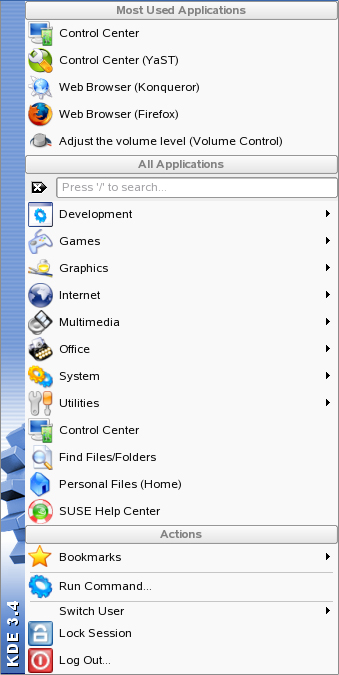 Most Used Applications
Control Center
Control Center (YaST)
Web Browser (Konqueror)
Web Browser (Firefox)
Adjust the volume level (Volume Control)
All Applications
Press '/' to search...
Development
Games
Graphics
Internet
Multimedia
Office
System
Utilities
Control Center
Find Files/Folders
Personal Files (Home)
SUSE Help Center
Actions
Bookmarks
Run Command...
Switch User
Lock Session
Log Out...
KDE 3.4